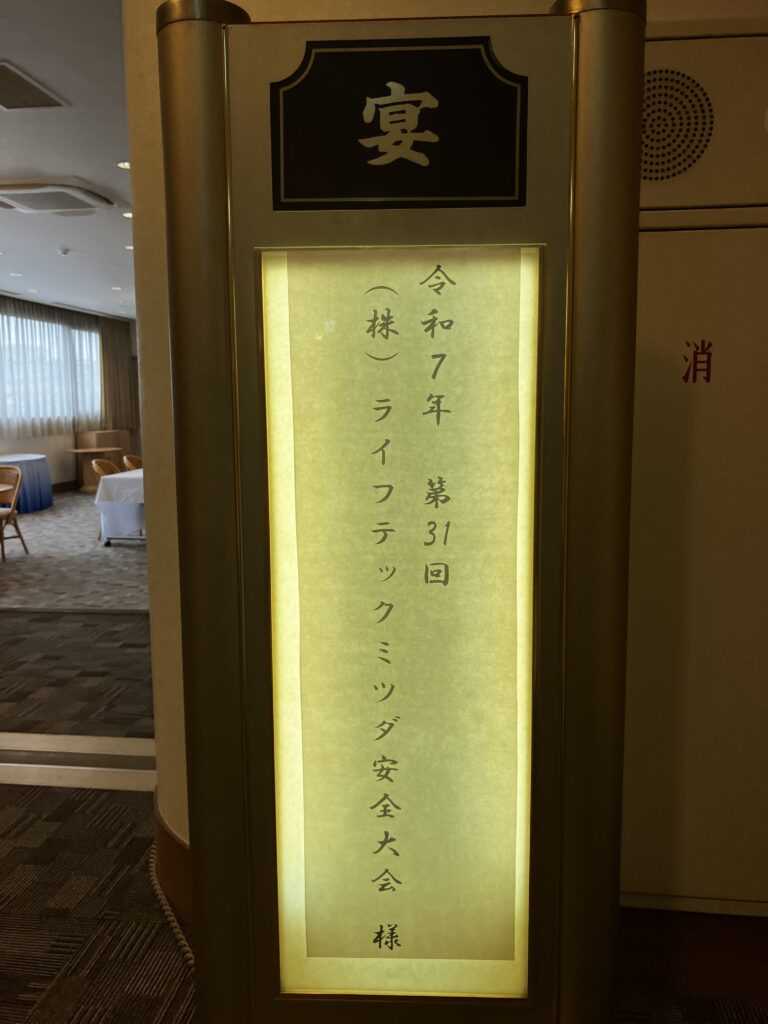 宴
令和7年　第31回
（株）ライフテックミツダ安全大会　様
消